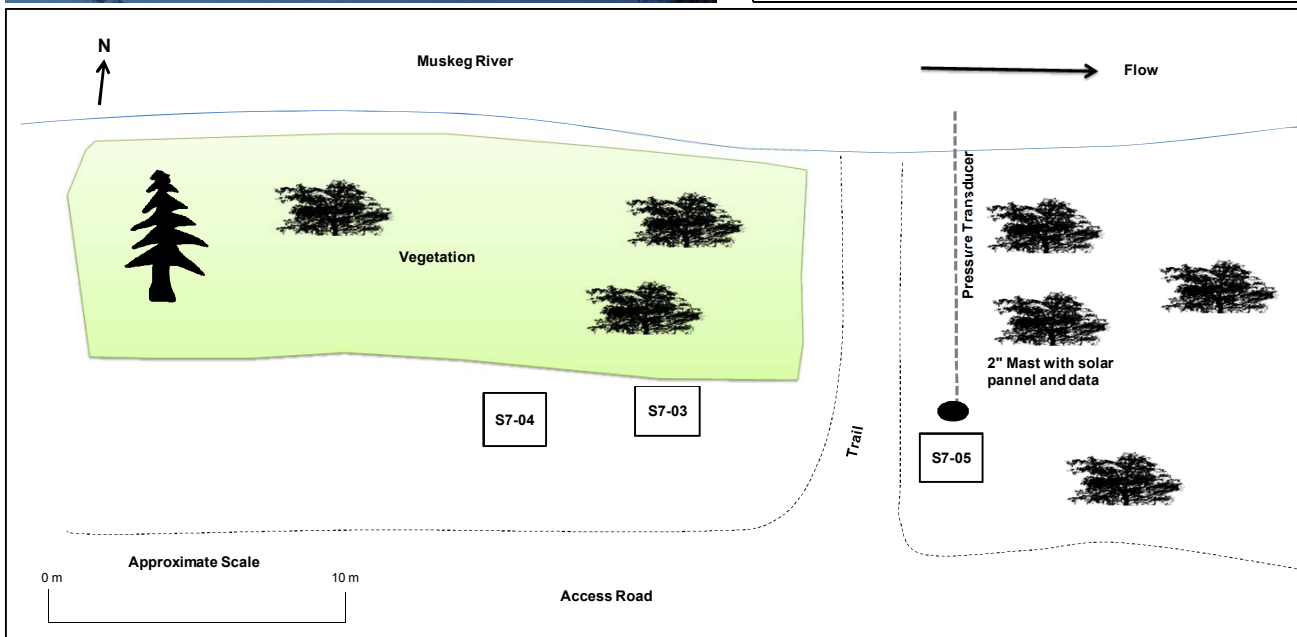 N
Muskeg River
Flow
Pressure Transducer
Vegetation
2" Mast with solar
pannel and data
S7-04
S7-03
Trail
S7-05
Approximate Scale
0 m
10 m
Access Road